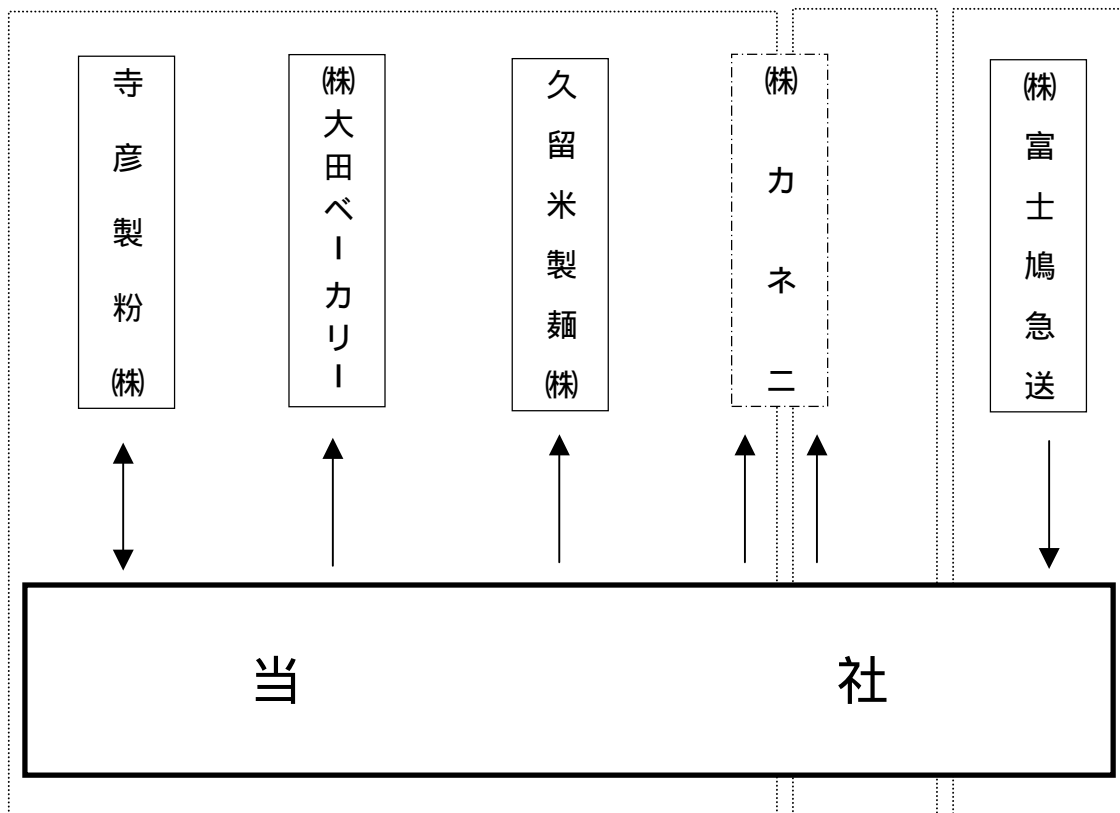 寺彦製粉㈱
㈱大田ベーカリー
久留米製麺㈱
㈱カネニ
㈱富士鳩急送
当社